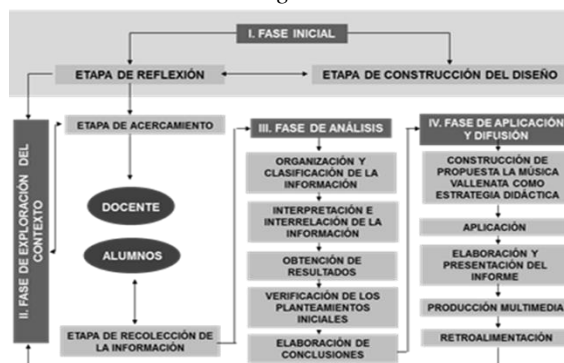 I. FASE INICIAL
ETAPA DE REFLEXIÓN
ETAPA DE CONSTRUCCIÓN DEL DISEÑO
II. FASE DE EXPLORACIÓN DEL
CONTEXTO
ETAPA DE ACERCAMIENTO
DOCENTE
ALUMNOS
ETAPA DE RECOLECCIÓN DE
LA INFORMACIÓN
III. FASE DE ANÁLISIS
ORGANIZACIÓN Y
CLASIFICACIÓN DE LA
INFORMACIÓN
INTERPRETACIÓN E
INTERRELACIÓN DE LA
INFORMACIÓN
OBTENCIÓN DE
RESULTADOS
VERIFICACIÓN DE LOS
PLANTEAMIENTOS
INICIALES
ELABORACIÓN DE
CONCLUSIONES
IV. FASE DE APLICACIÓN
Y DIFUSIÓN
CONSTRUCCIÓN DE
PROPUESTA LA MÚSICA
VALLENATA COMO
ESTRATEGIA DIDÁCTICA
APLICACIÓN
ELABORACIÓN Y
PRESENTACIÓN DEL
INFORME
PRODUCCIÓN MULTIMEDIA
RETROALIMENTACIÓN